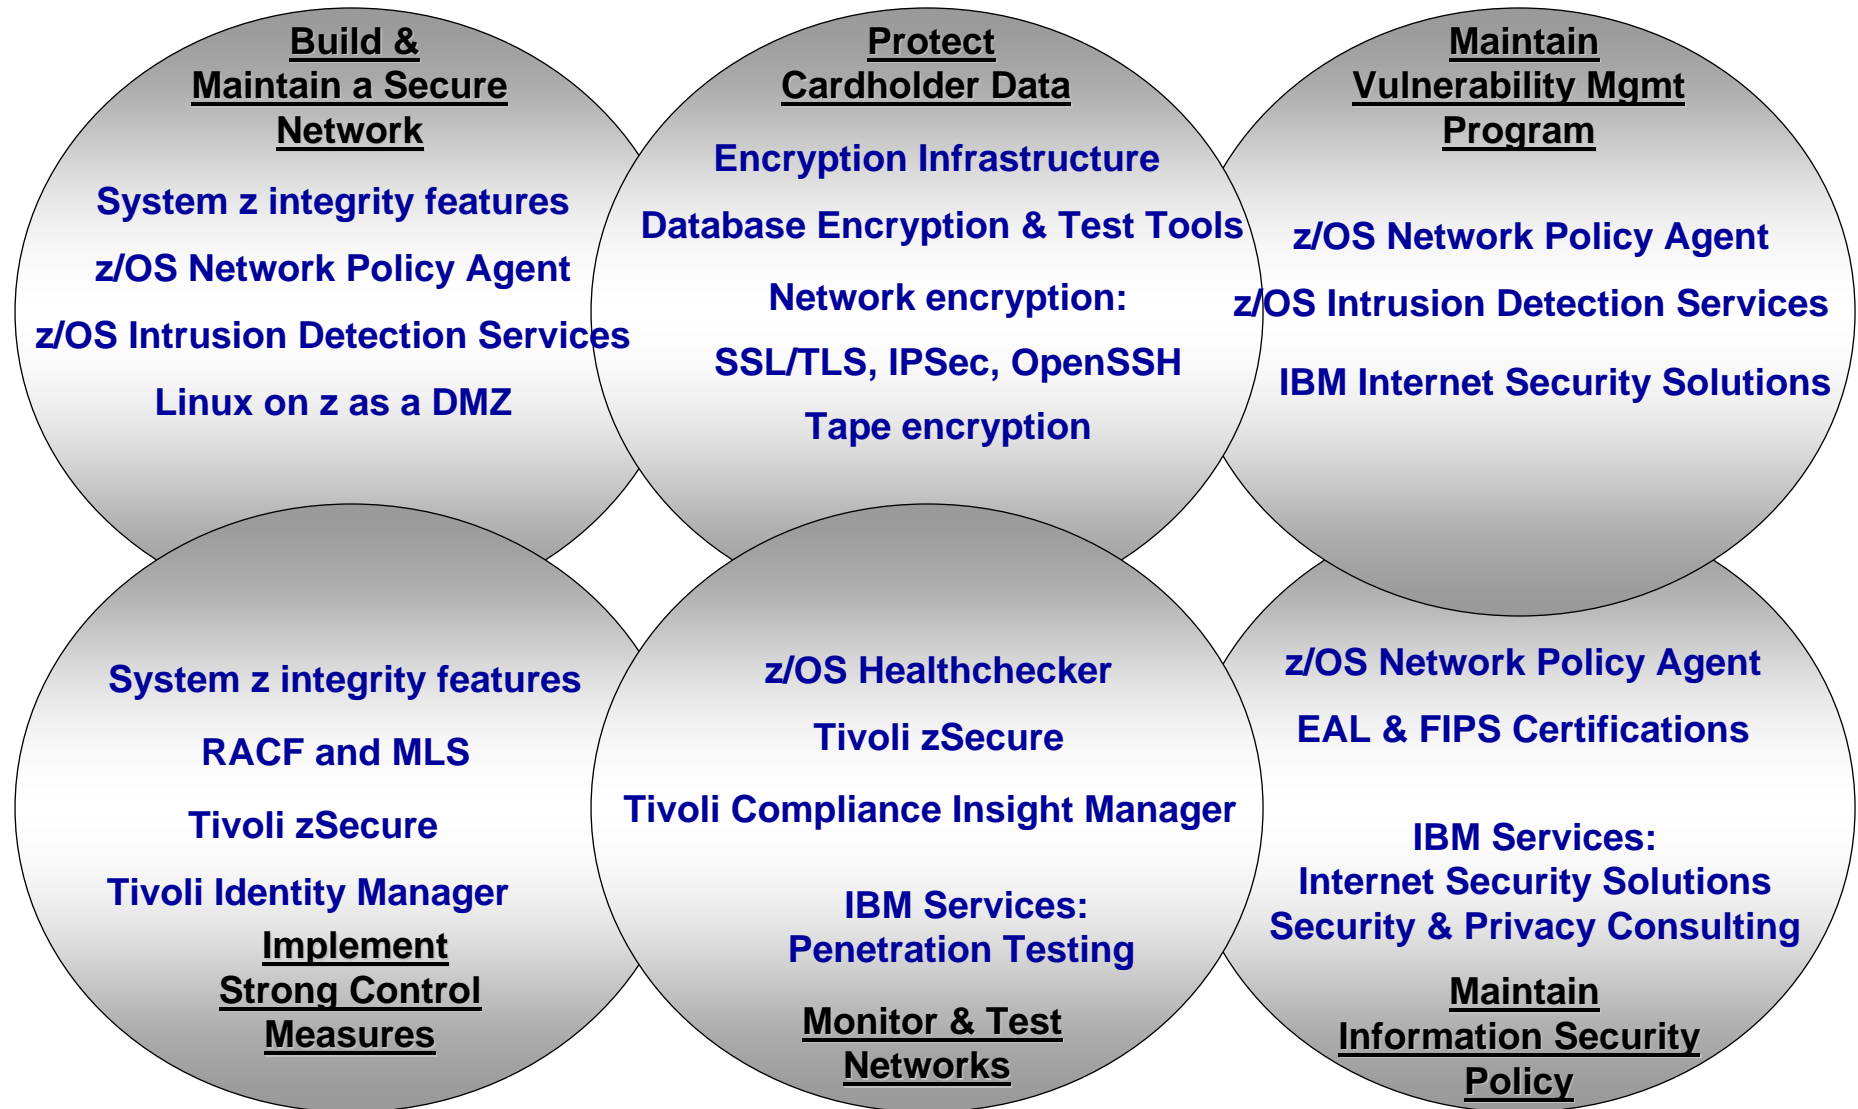 Build &
Maintain a Secure
Network
System z integrity features
z/OS Network Policy Agent
z/OS Intrusion Detection Services
Linux on z as a DMZ
Protect
Cardholder Data
Encryption Infrastructure
Database Encryption & Test Tools
Network encryption:
SSL/TLS, IPSec, OpenSSH
Tape encryption
Maintain
Vulnerability Mgmt
Program
z/OS Network Policy Agent
z/OS Intrusion Detection Services
IBM Internet Security Solutions
System z integrity features
RACF and MLS
Tivoli zSecure
Tivoli Identity Manager
Implement
Strong Control
Measures
z/OS Healthchecker
Tivoli zSecure
Tivoli Compliance Insight Manager
IBM Services:
Penetration Testing
Monitor & Test
Networks
z/OS Network Policy Agent
EAL & FIPS Certifications
IBM Services:
Internet Security Solutions
Security & Privacy Consulting
Maintain
Information Security
Policy